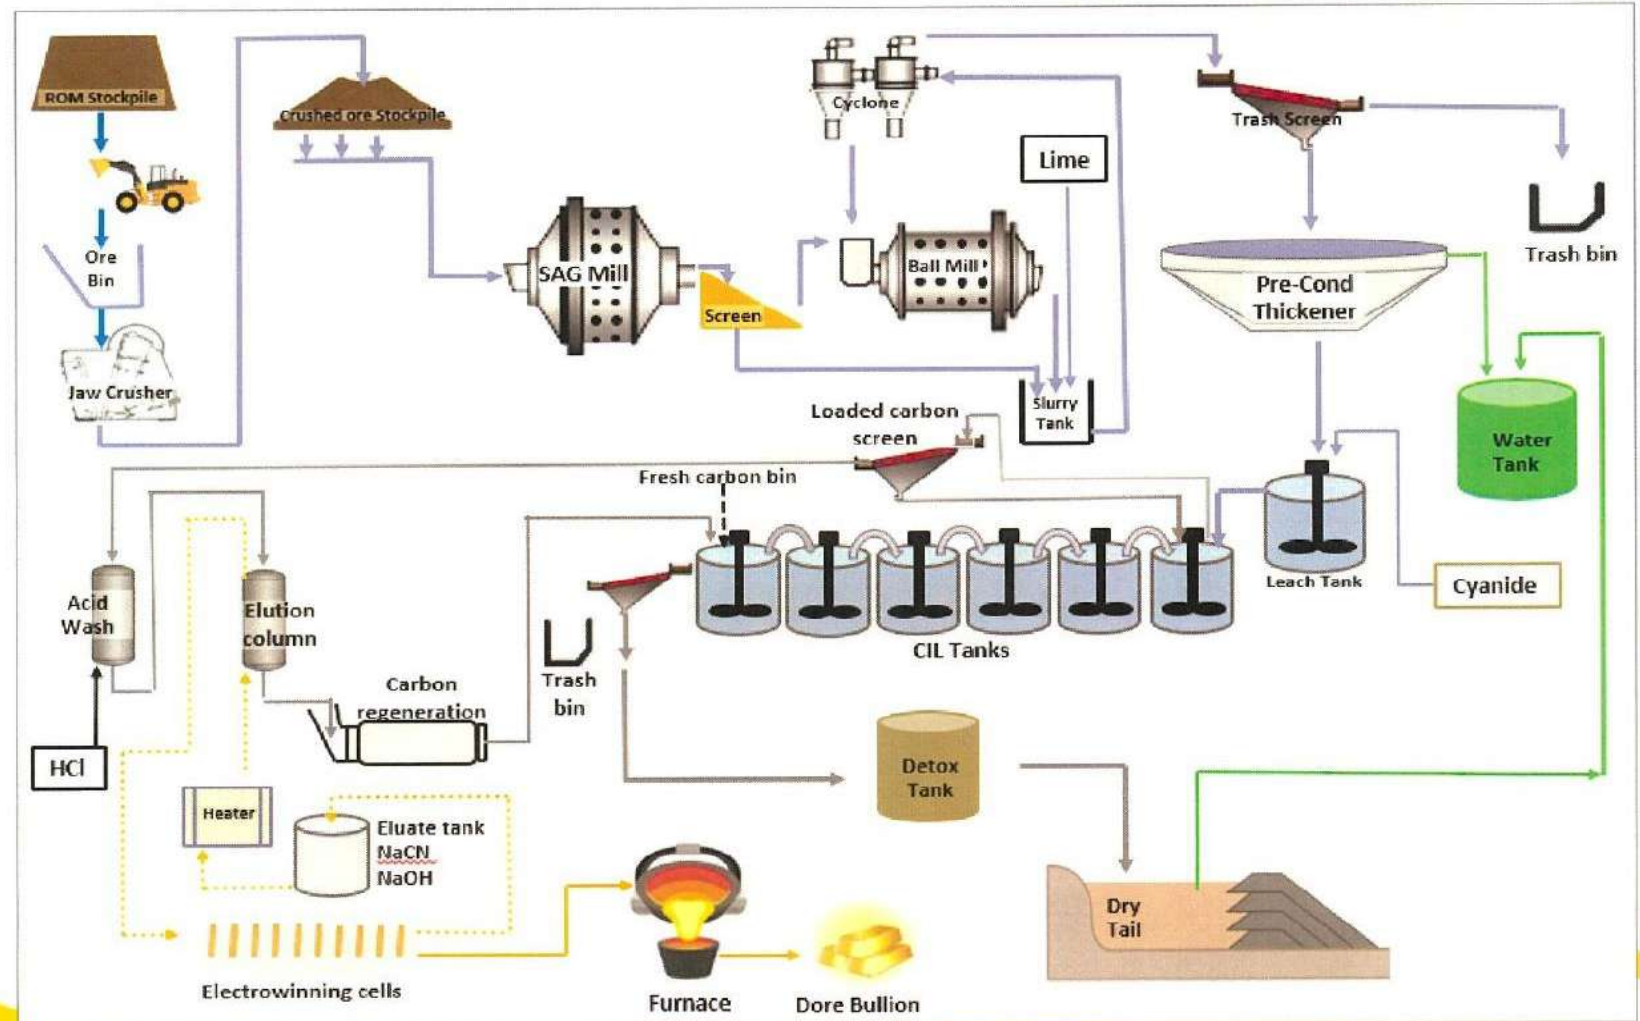 ROM Stockpile
Crushed ore Stockpile
Cyclone
Trash Screen
Lime
Ore
Bin
SAG Mill
Ball Mill
Trash bin
Screen
Pre-Cond
Thickener
Jaw Crusher
Slurry
Tank
Loaded carbon
screen
Water
Tank
Fresh carbon bin
Leach Tank
Cyanide
Acid
Wash
Elution
column
CIL Tanks
Carbon
regeneration
Trash
bin
HCl
Detox
Tank
Heater
Eluate tank
NaCN
NaOH
Dry
Tail
Electrowinning cells
Furnace
Dore Bullion